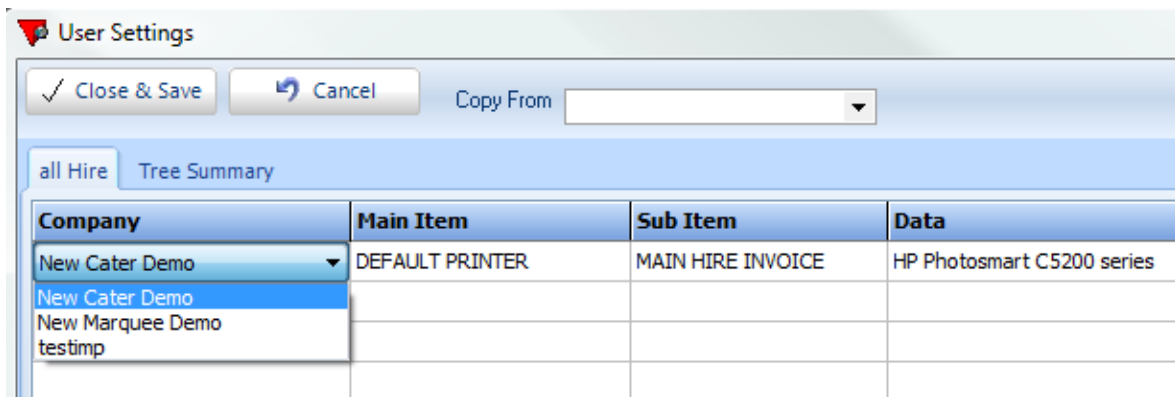 User Settings
Close & Save Cancel Copy From
all Hire Tree Summary
Company Main Item Sub Item Data
New Cater Demo DEFAULT PRINTER MAIN HIRE INVOICE HP Photosmart C5200 series
New Cater Demo
New Marquee Demo
testimp